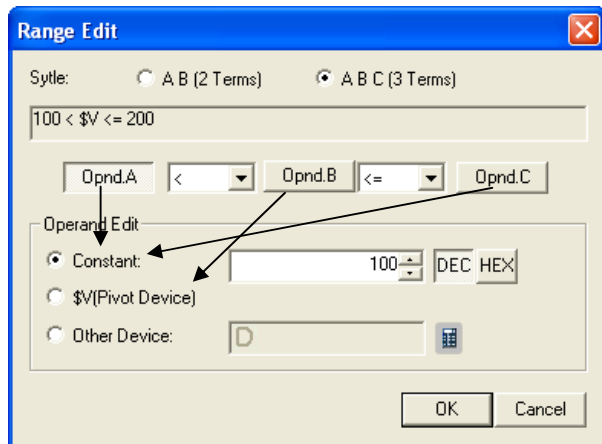 Range Edit
Sytle: A B (2 Terms) A B C (3 Terms)
100 < $V <= 200
Opnd.A < Opnd.B <= Opnd.C
Operand Edit
Constant: 100 DEC HEX
$V(Pivot Device)
Other Device: D
OK Cancel